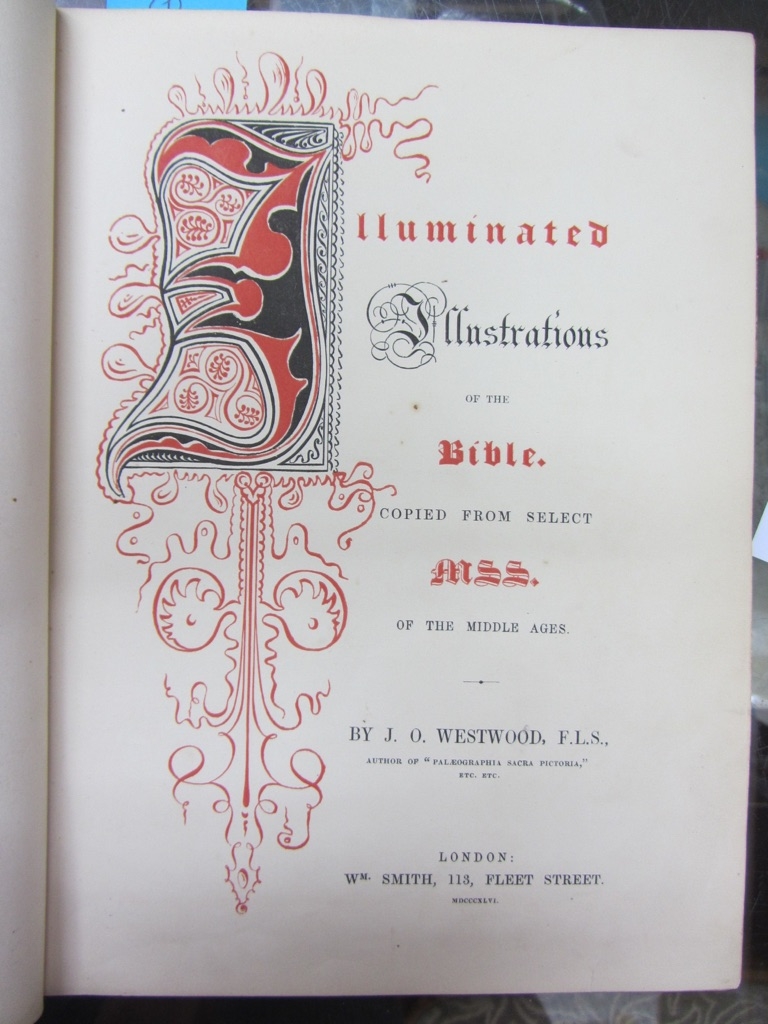 Illuminated
Illustrations
OF THE
Bible.
COPIED FROM SELECT
MSS.
OF THE MIDDLE AGES.
BY J. O. WESTWOOD, F.L.S.,
AUTHOR OF "PALÆOGRAPHIA SACRA PICTORIA,"
ETC. ETC.
LONDON:
WM. SMITH, 113, FLEET STREET.
MDCCCXLVI.